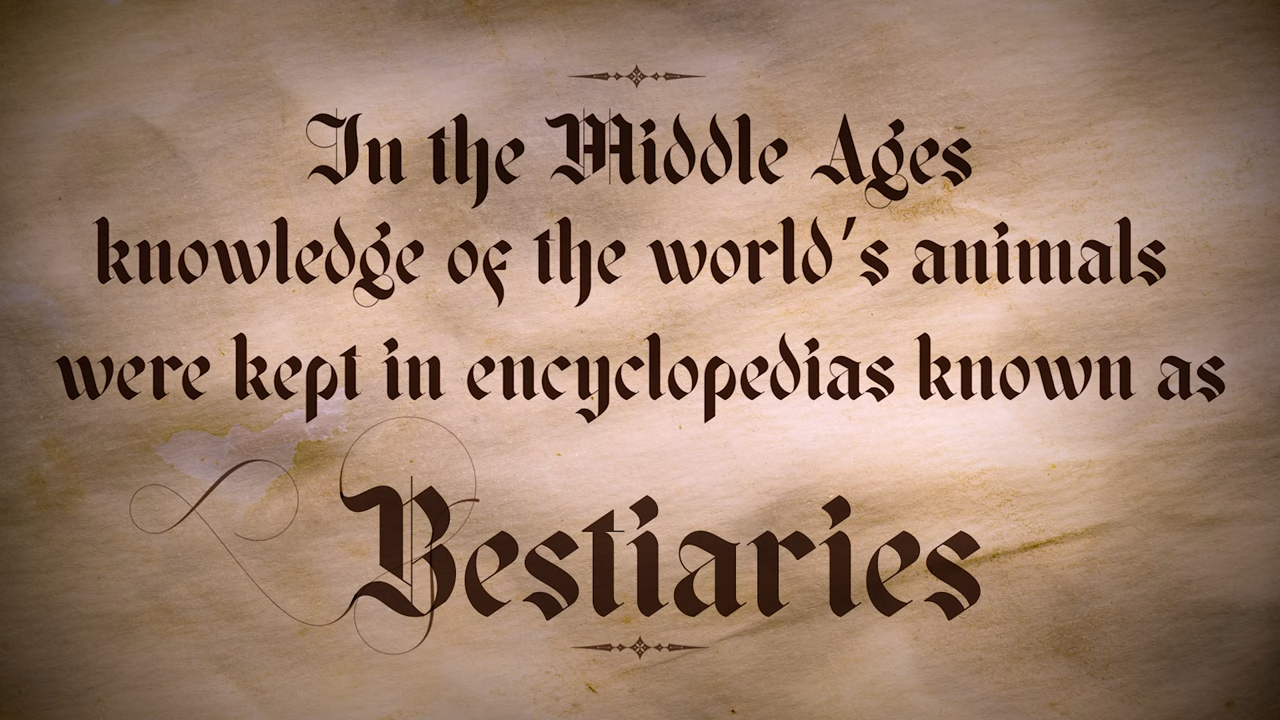 In the Middle Ages
knowledge of the world's animals
were kept in encyclopedias known as
Bestiaries